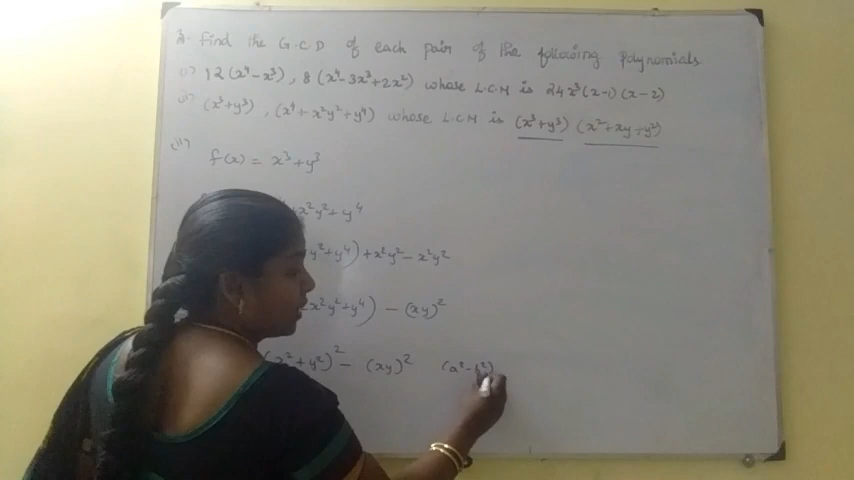 2. Find the G.C.D of each pair of the following polynomials
i) 12(x⁴-x³), 8(x⁴-3x³+2x²) whose L.C.M is 24x³(x-1)(x-2)
ii) (x³+y³), (x⁴+x²y²+y⁴) whose L.C.M is (x³+y³) (x²+xy+y²)
ii) f(x) = x³+y³
+x²y²+y⁴
y²+y⁴)+x²y²-x²y²
x²y²+y⁴) - (xy)²
(x²+y²)² - (xy)² (a²-b²)